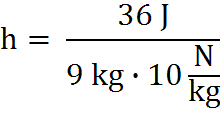 h = 36 J / (9 kg · 10 N/kg)